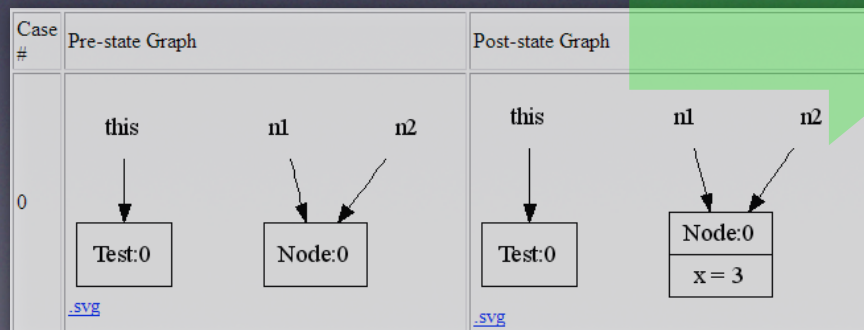 Case
#
Pre-state Graph
Post-state Graph
0
this
n1
n2
Test:0
Node:0
.svg
this
n1
n2
Test:0
Node:0
x = 3
.svg